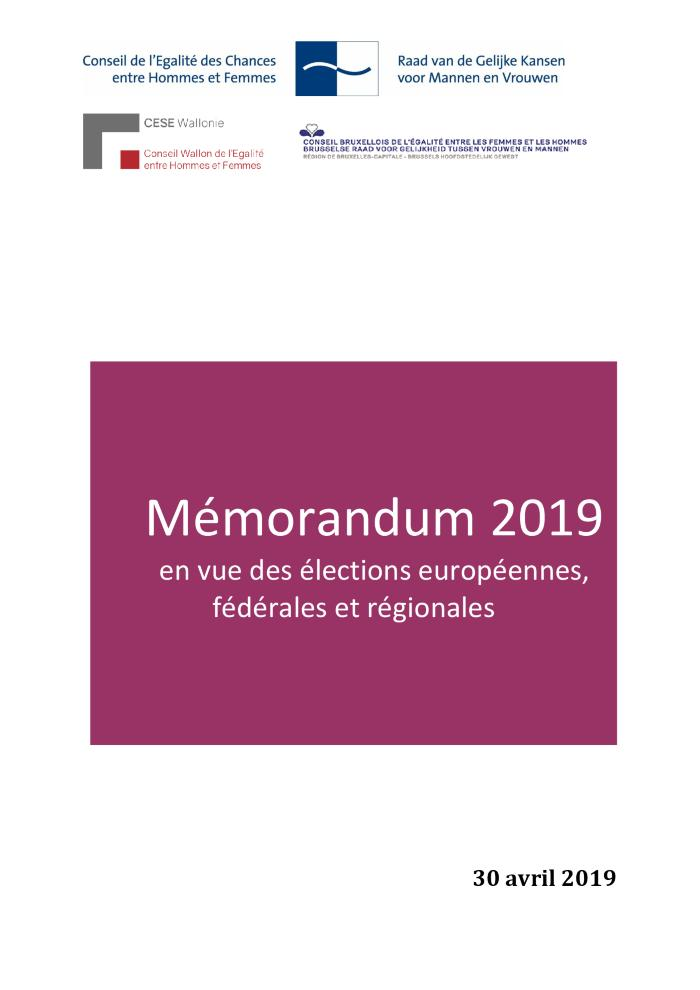 Conseil de l'Egalité des Chances
entre Hommes et Femmes
Raad van de Gelijke Kansen
voor Mannen en Vrouwen
CESE Wallonie
Conseil Wallon de l'Egalité
entre Hommes et Femmes
CONSEIL BRUXELLOIS DE L'ÉGALITÉ ENTRE LES FEMMES ET LES HOMMES
BRUSSELSE RAAD VOOR GELIJKHEID TUSSEN VROUWEN EN MANNEN
RÉGION DE BRUXELLES-CAPITALE - BRUSSELS HOOFDSTEDELIJK GEWEST
Mémorandum 2019
en vue des élections européennes,
fédérales et régionales
30 avril 2019